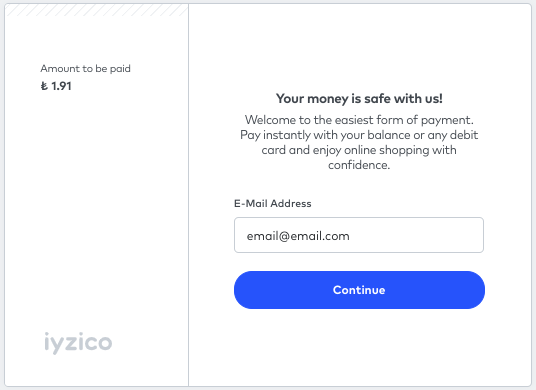 Amount to be paid
₺ 1.91
Your money is safe with us!
Welcome to the easiest form of payment.
Pay instantly with your balance or any debit
card and enjoy online shopping with
confidence.
E-Mail Address
email@email.com
Continue
iyzico